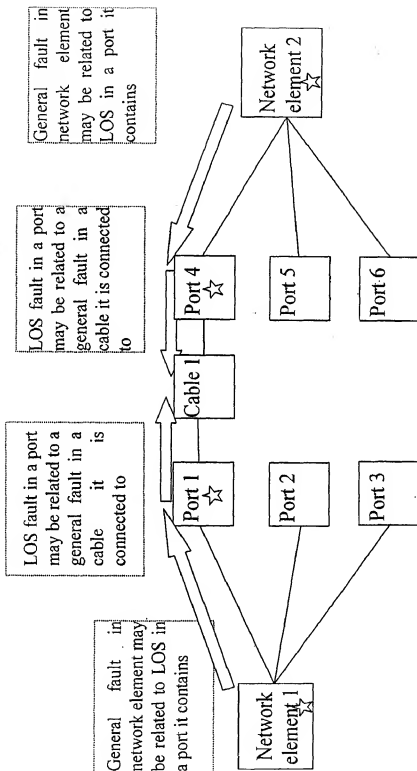 General fault in
network element may
be related to LOS in
a port it contains
LOS fault in a port
may be related to a
general fault in a
cable it is
connected to
LOS fault in a port
may be related to a
general fault in a
cable it is connected
to
General fault in
network element
may be related to
LOS in a port it
contains
Network
element 1
Port 1
Port 2
Port 3
Cable 1
Port 4
Port 5
Port 6
Network
element 2